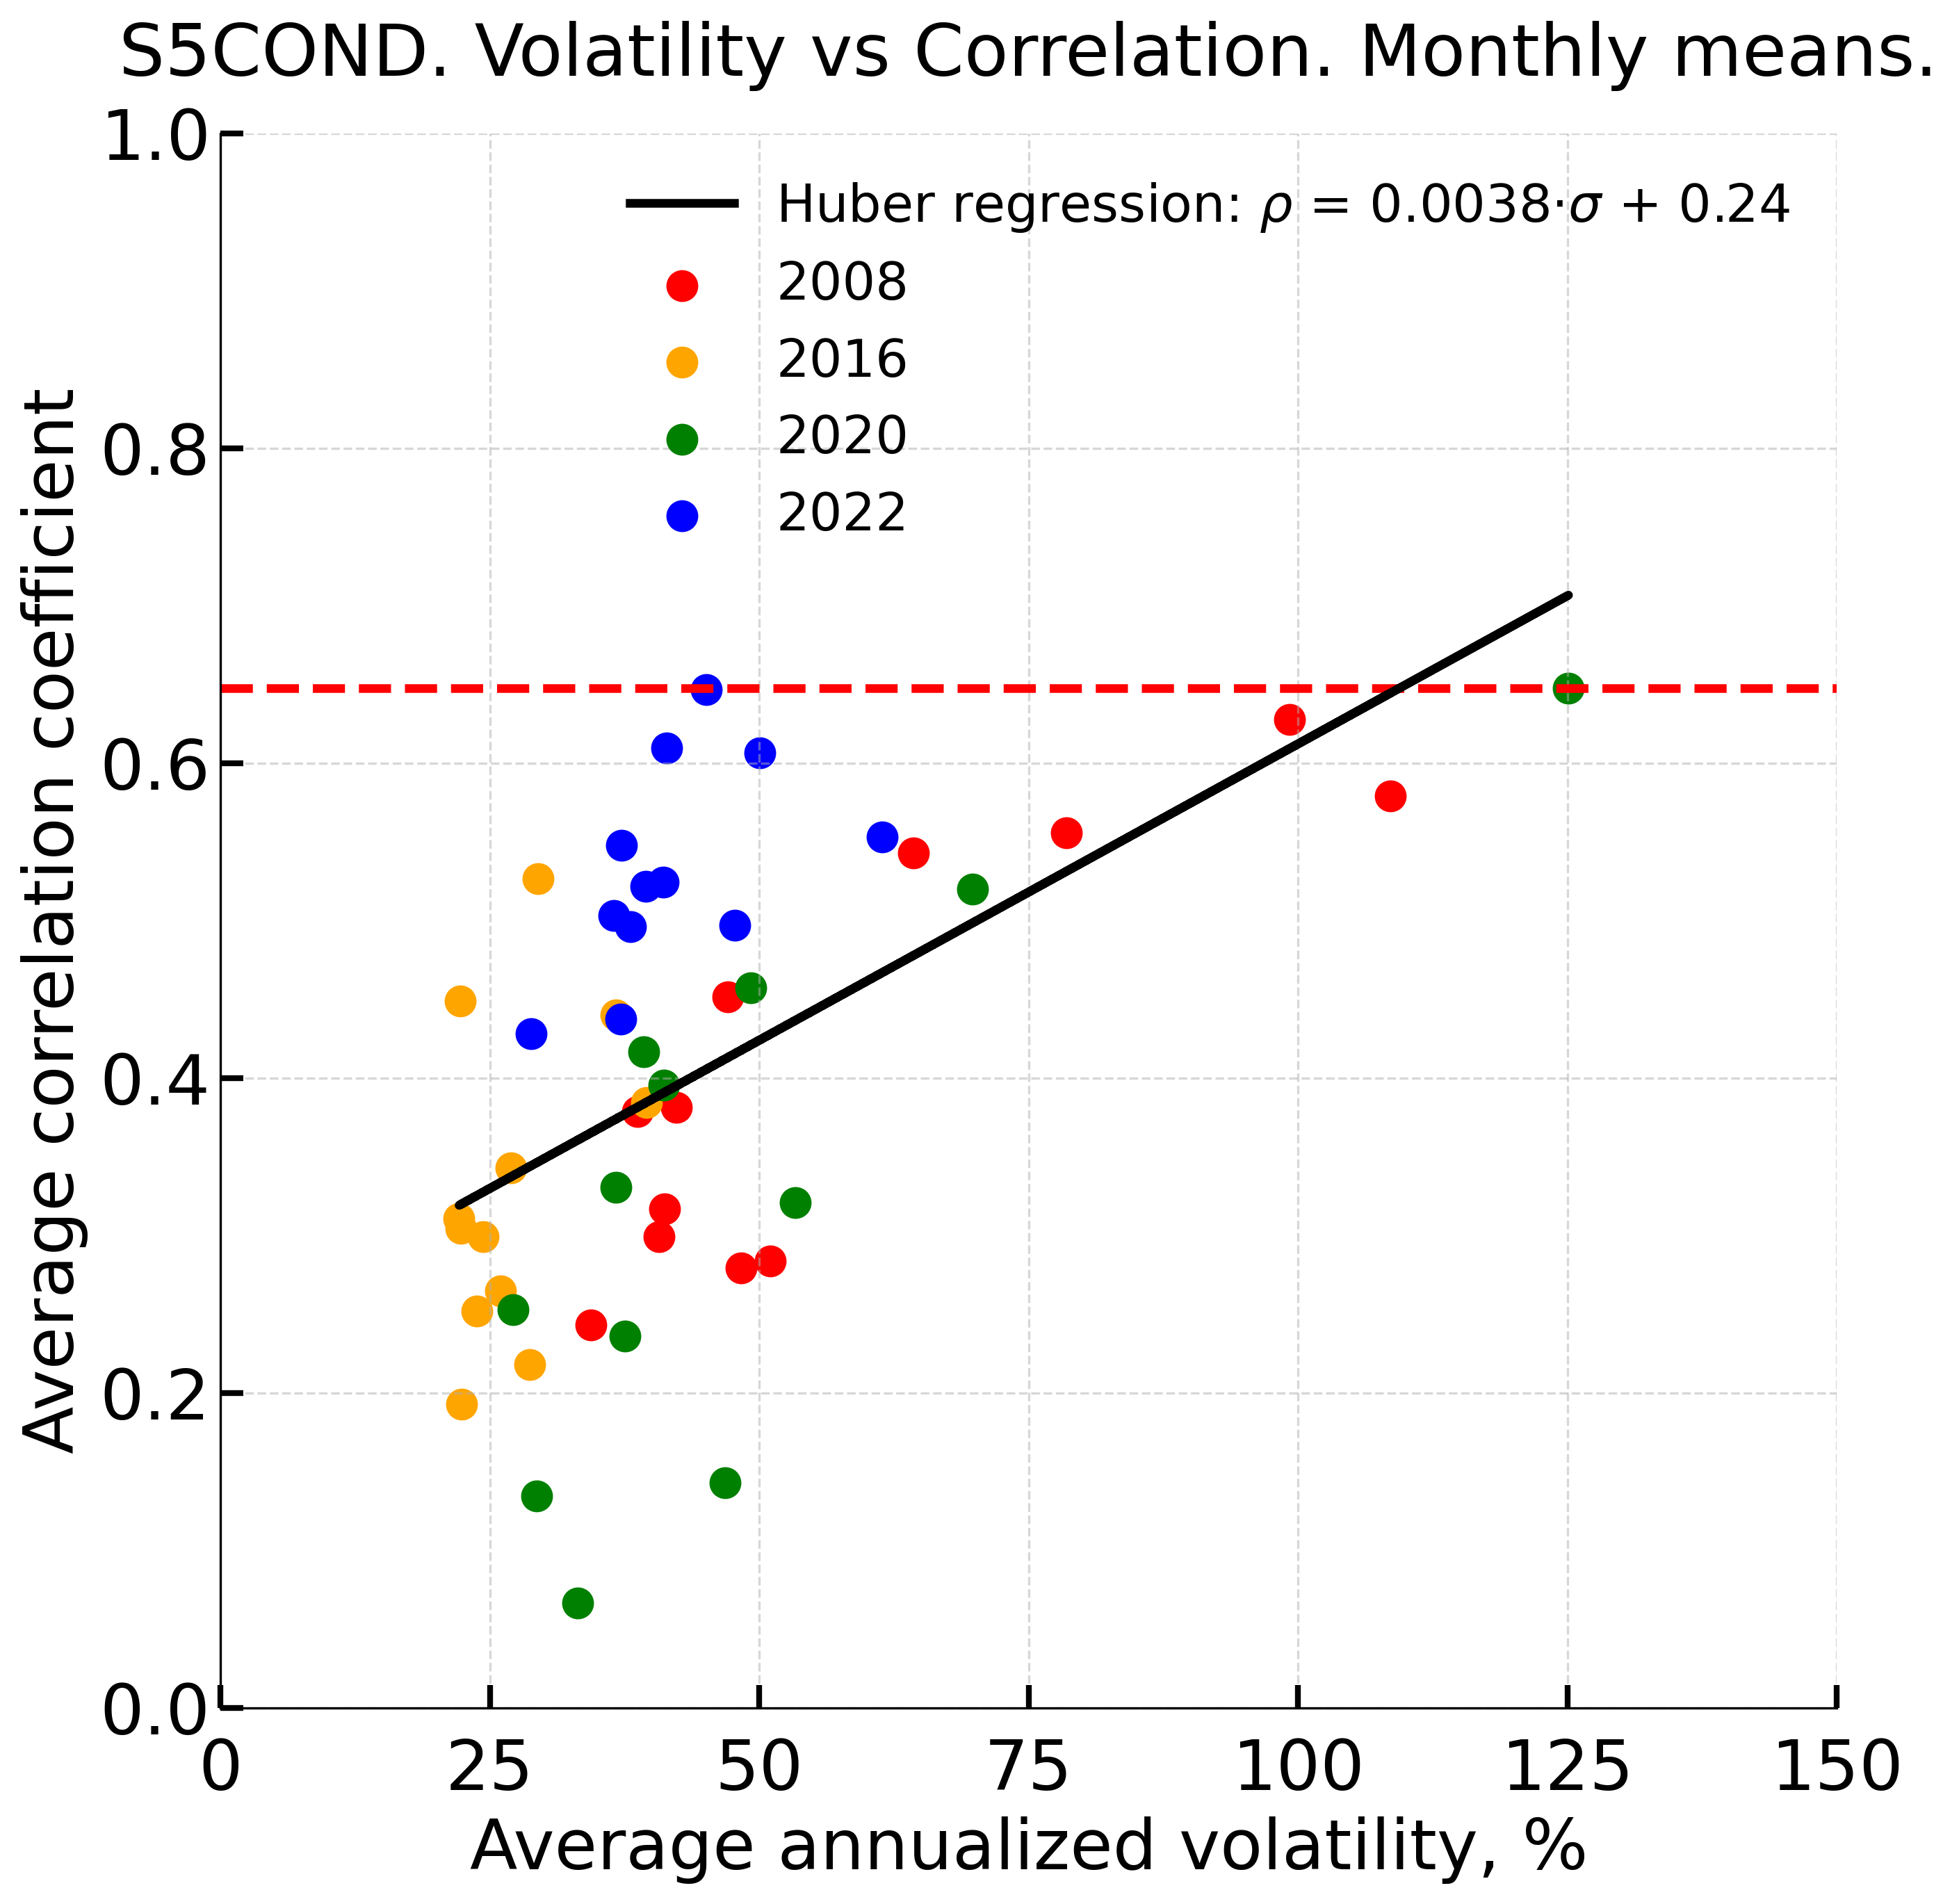 S5COND. Volatility vs Correlation. Monthly means.
Huber regression: ρ = 0.0038·σ + 0.24
2008
2016
2020
2022
Average correlation coefficient
1.0
0.8
0.6
0.4
0.2
0.0
0 25 50 75 100 125 150
Average annualized volatility, %